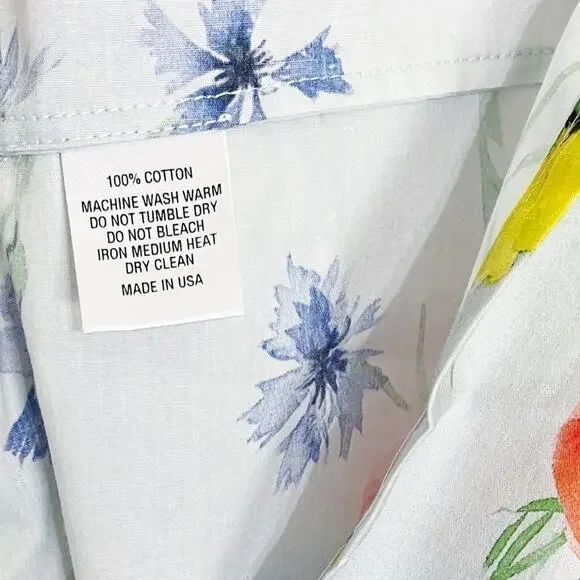 100% COTTON
MACHINE WASH WARM
DO NOT TUMBLE DRY
DO NOT BLEACH
IRON MEDIUM HEAT
DRY CLEAN
MADE IN USA